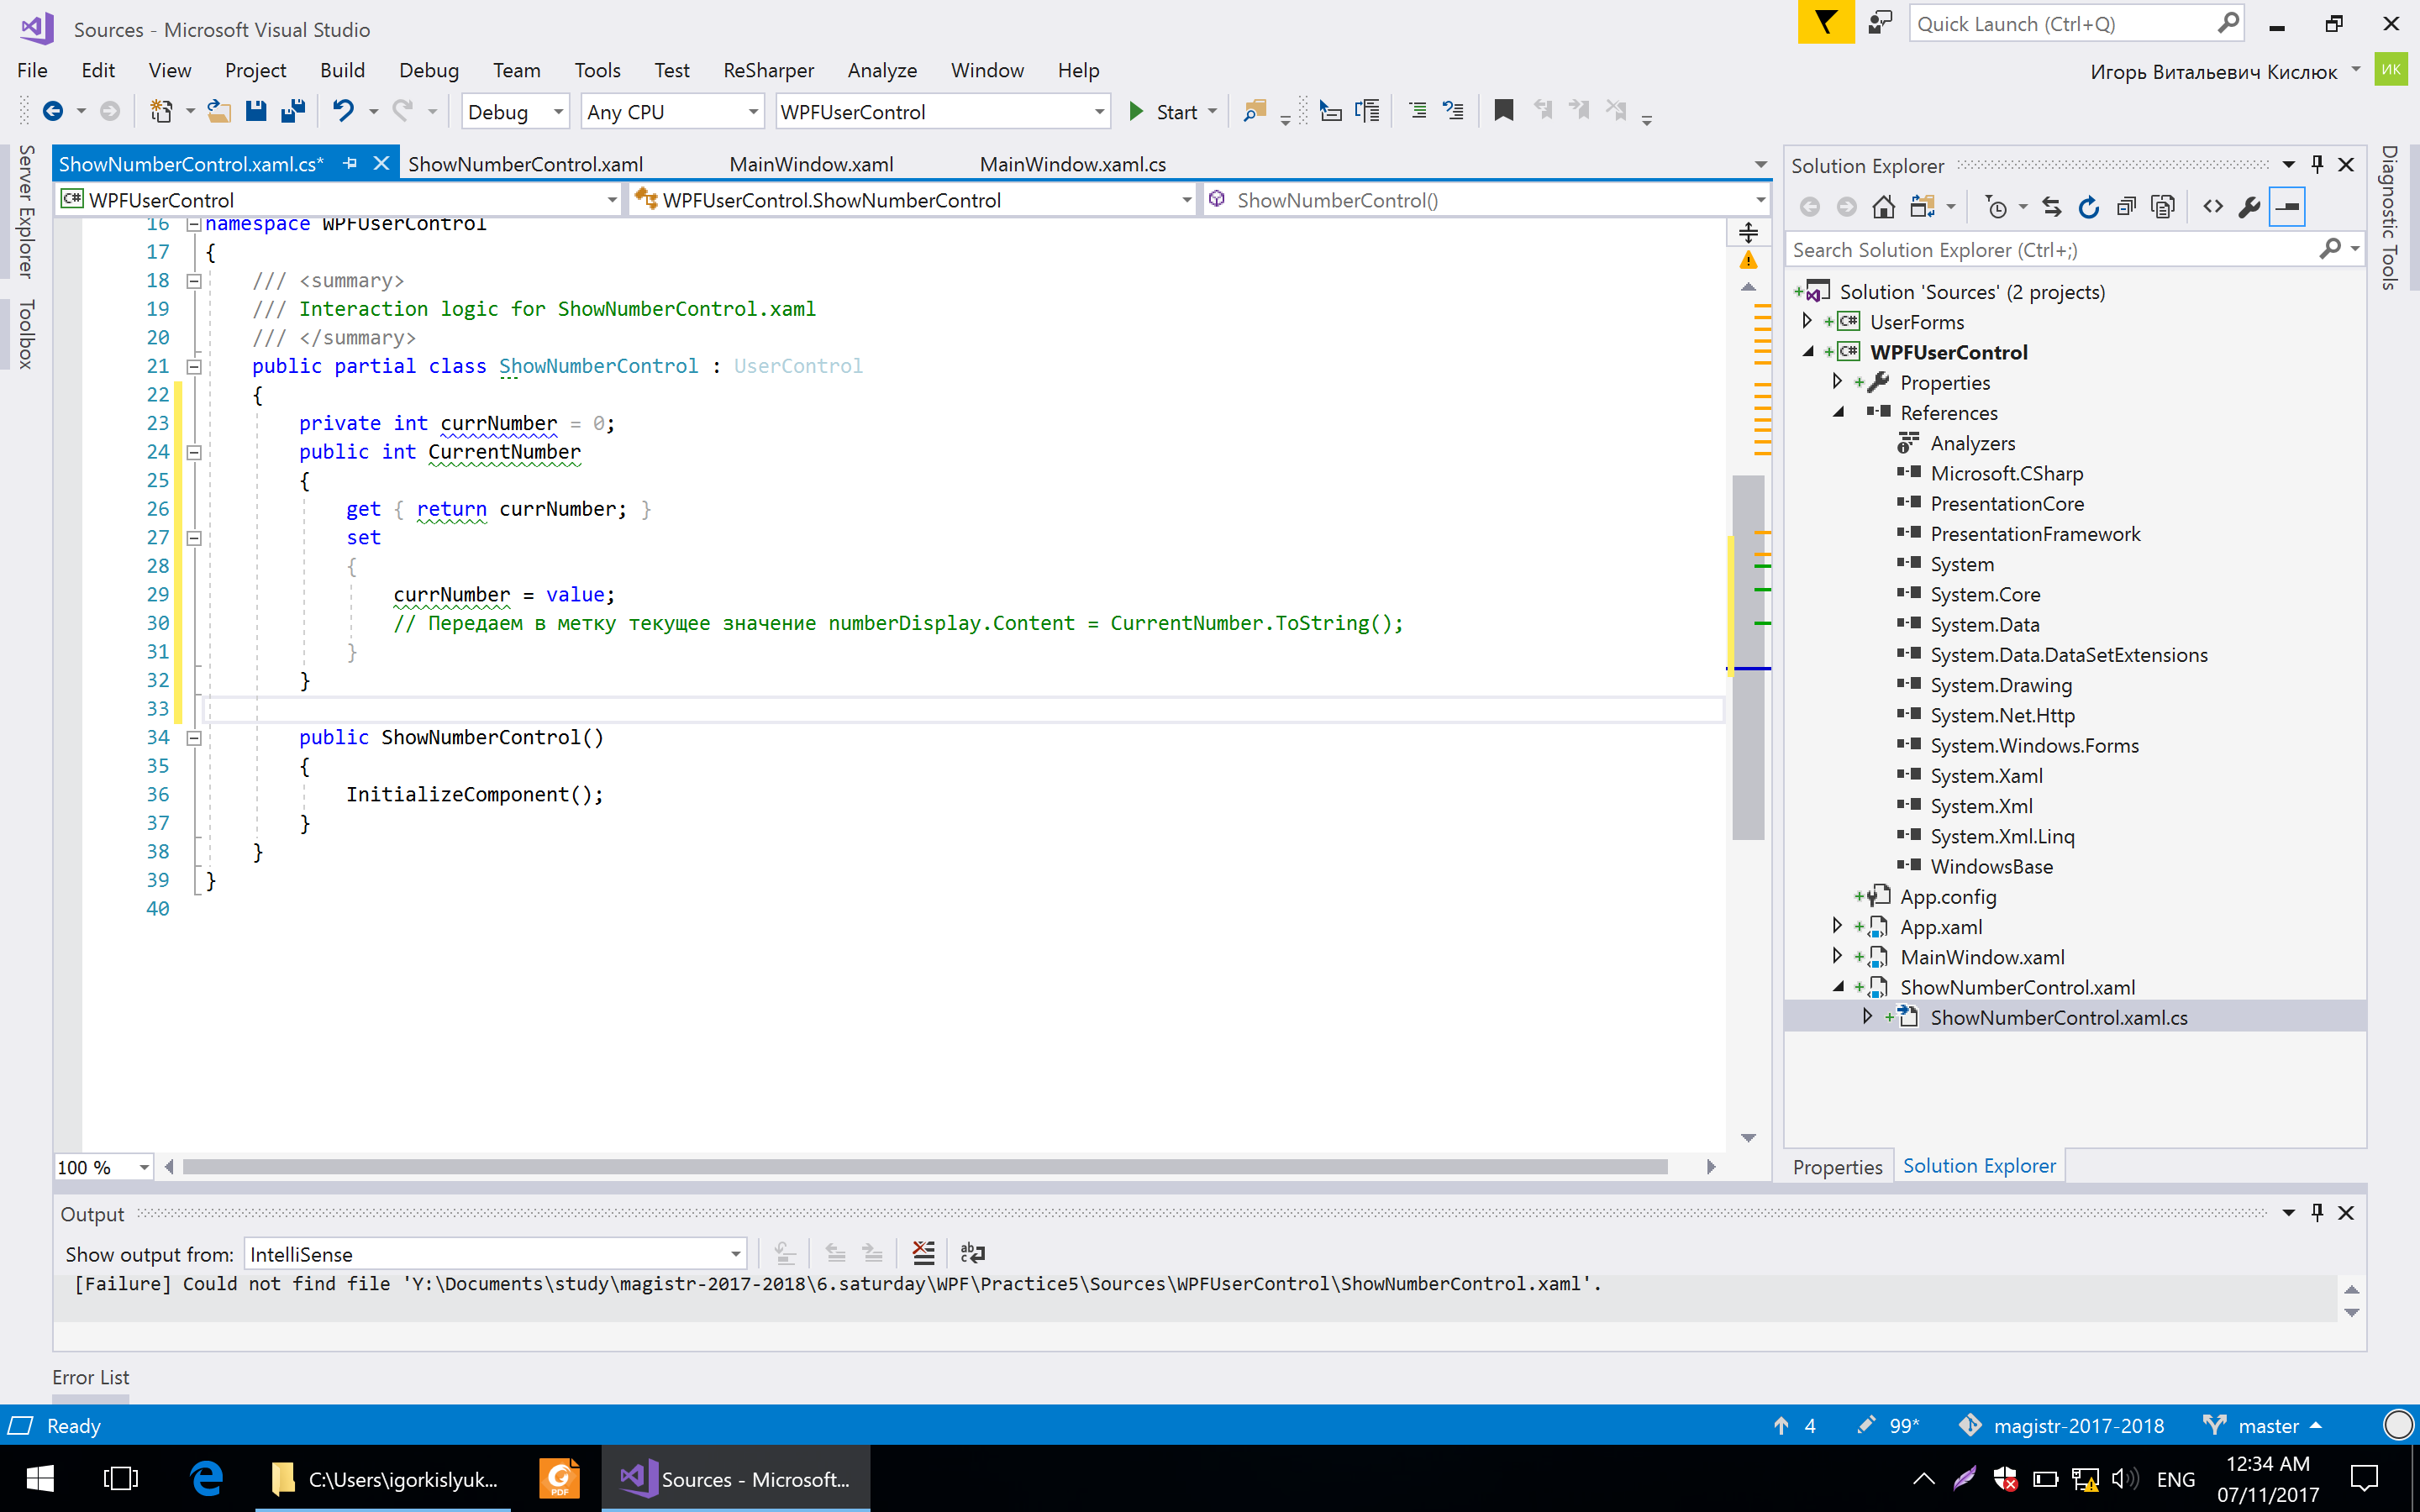 Sources - Microsoft Visual Studio
Quick Launch (Ctrl+Q)
File Edit View Project Build Debug Team Tools Test ReSharper Analyze Window Help
Игорь Витальевич Кислюк
ИК
Debug
Any CPU
WPFUserControl
Start
Server Explorer
Toolbox
ShowNumberControl.xaml.cs*
ShowNumberControl.xaml
MainWindow.xaml
MainWindow.xaml.cs
C# WPFUserControl
WPFUserControl.ShowNumberControl
ShowNumberControl()
16 namespace WPFUserControl
17 {
18 /// <summary>
19 /// Interaction logic for ShowNumberControl.xaml
20 /// </summary>
21 public partial class ShowNumberControl : UserControl
22 {
23 private int currNumber = 0;
24 public int CurrentNumber
25 {
26 get { return currNumber; }
27 set
28 {
29 currNumber = value;
30 // Передаем в метку текущее значение numberDisplay.Content = CurrentNumber.ToString();
31 }
32 }
33
34 public ShowNumberControl()
35 {
36 InitializeComponent();
37 }
38 }
39 }
40
100 %
Solution Explorer
Search Solution Explorer (Ctrl+;)
Solution 'Sources' (2 projects)
C# UserForms
C# WPFUserControl
Properties
References
Analyzers
Microsoft.CSharp
PresentationCore
PresentationFramework
System
System.Core
System.Data
System.Data.DataSetExtensions
System.Drawing
System.Net.Http
System.Windows.Forms
System.Xaml
System.Xml
System.Xml.Linq
WindowsBase
App.config
App.xaml
MainWindow.xaml
ShowNumberControl.xaml
ShowNumberControl.xaml.cs
Properties
Solution Explorer
Diagnostic Tools
Output
Show output from: IntelliSense
[Failure] Could not find file 'Y:\Documents\study\magistr-2017-2018\6.saturday\WPF\Practice5\Sources\WPFUserControl\ShowNumberControl.xaml'.
Error List
Ready
4
99*
magistr-2017-2018
master
C:\Users\igorkislyuk...
PDF
Sources - Microsoft...
ENG
12:34 AM
07/11/2017